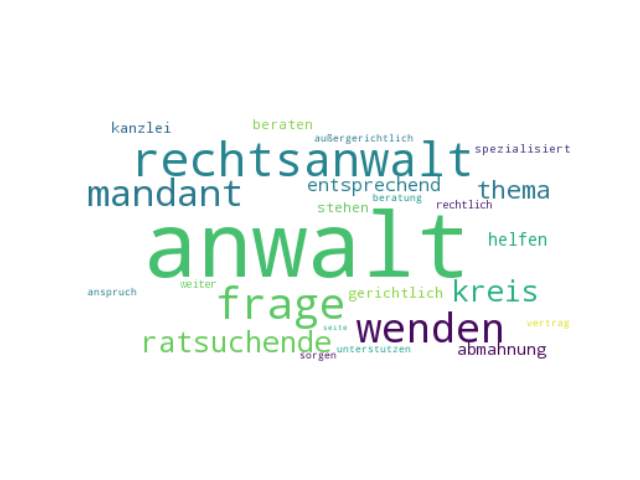 kanzlei beraten
außergerichtlich
rechtsanwalt spezialisiert
mandant entsprechend thema
beratung
stehen rechtlich
anwalt helfen
weiter
anspruch frage gerichtlich kreis
seite wenden vertrag
ratsuchende unterstutzen abmahnung
sorgen